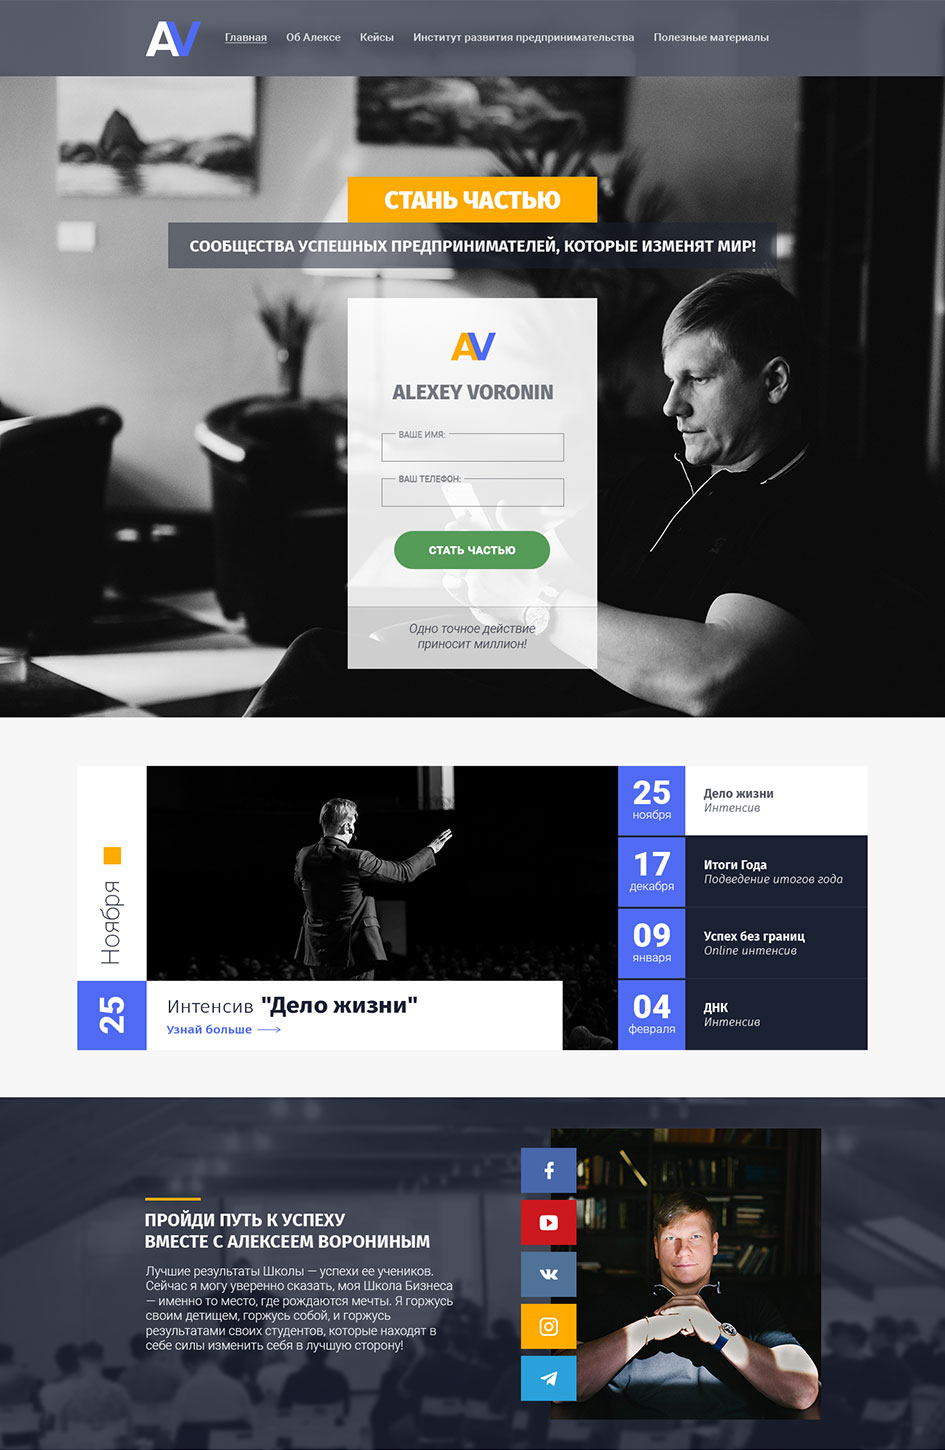 AV
Главная
Об Алексе
Кейсы
Институт развития предпринимательства
Полезные материалы
СТАНЬ ЧАСТЬЮ
СООБЩЕСТВА УСПЕШНЫХ ПРЕДПРИНИМАТЕЛЕЙ, КОТОРЫЕ ИЗМЕНЯТ МИР!
AV
ALEXEY VORONIN
ВАШЕ ИМЯ:
ВАШ ТЕЛЕФОН:
СТАТЬ ЧАСТЬЮ
Одно точное действие
приносит миллион!
25
Ноября
Интенсив "Дело жизни"
Узнай больше
25
ноября
Дело жизни
Интенсив
17
декабря
Итоги Года
Подведение итогов года
09
января
Успех без границ
Online интенсив
04
февраля
ДНК
Интенсив
ПРОЙДИ ПУТЬ К УСПЕХУ
ВМЕСТЕ С АЛЕКСЕЕМ ВОРОНИНЫМ
Лучшие результаты Школы — успехи ее учеников.
Сейчас я могу уверенно сказать, моя Школа Бизнеса
— именно то место, где рождаются мечты. Я горжусь
своим детищем, горжусь собой, и горжусь
результатами своих студентов, которые находят в
себе силы изменить себя в лучшую сторону!